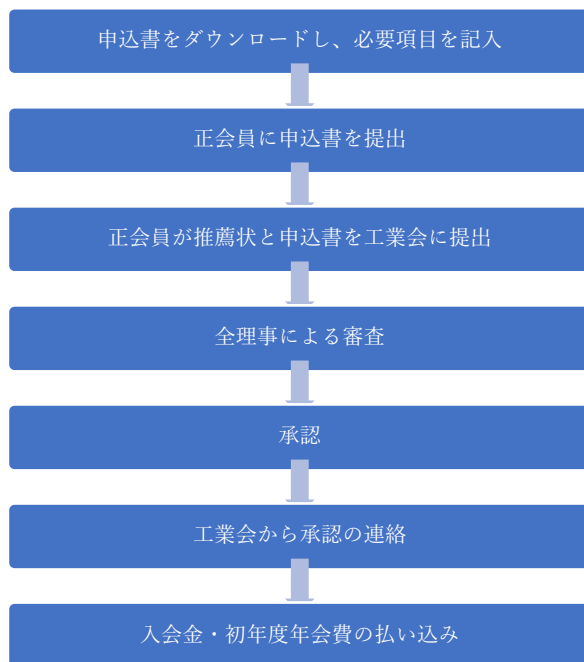 申込書をダウンロードし、必要項目を記入
正会員に申込書を提出
正会員が推薦状と申込書を工業会に提出
全理事による審査
承認
工業会から承認の連絡
入会金・初年度年会費の払い込み